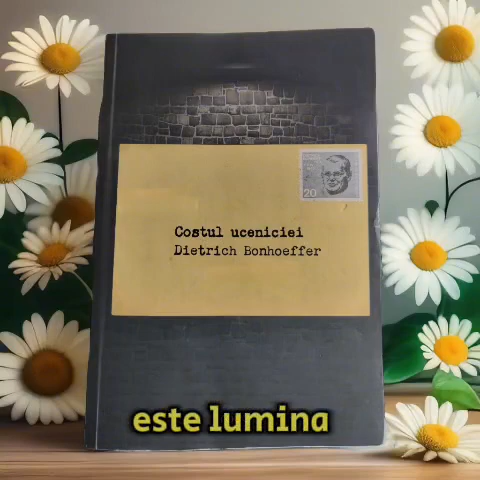 20
Costul uceniciei
Dietrich Bonhoeffer
este lumina